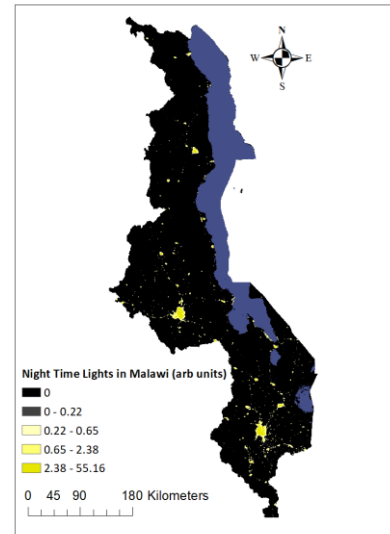 N
W E
S
Night Time Lights in Malawi (arb units)
0
0 - 0.22
0.22 - 0.65
0.65 - 2.38
2.38 - 55.16
0 45 90 180 Kilometers